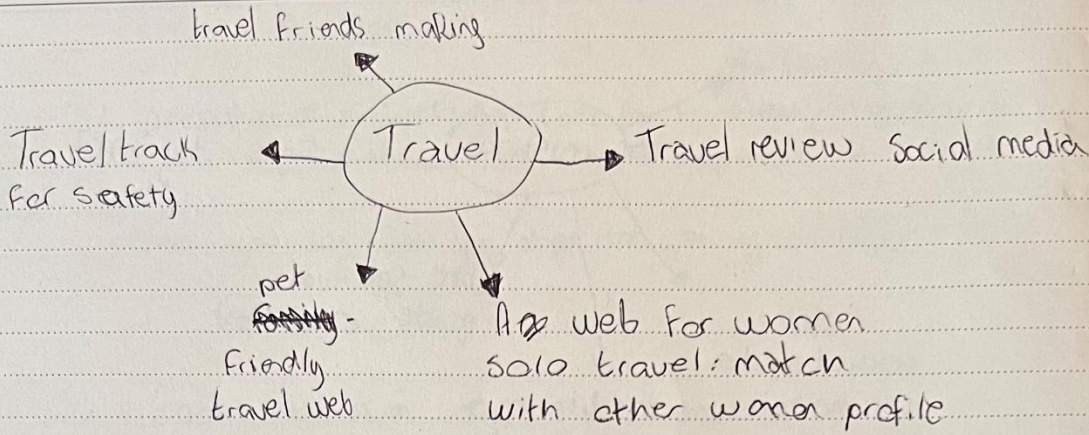 travel friends making
Travel
Travel track
for safety
Travel review Social media
pet
-
friendly
travel web
web for women
solo travel: match
with other women profile